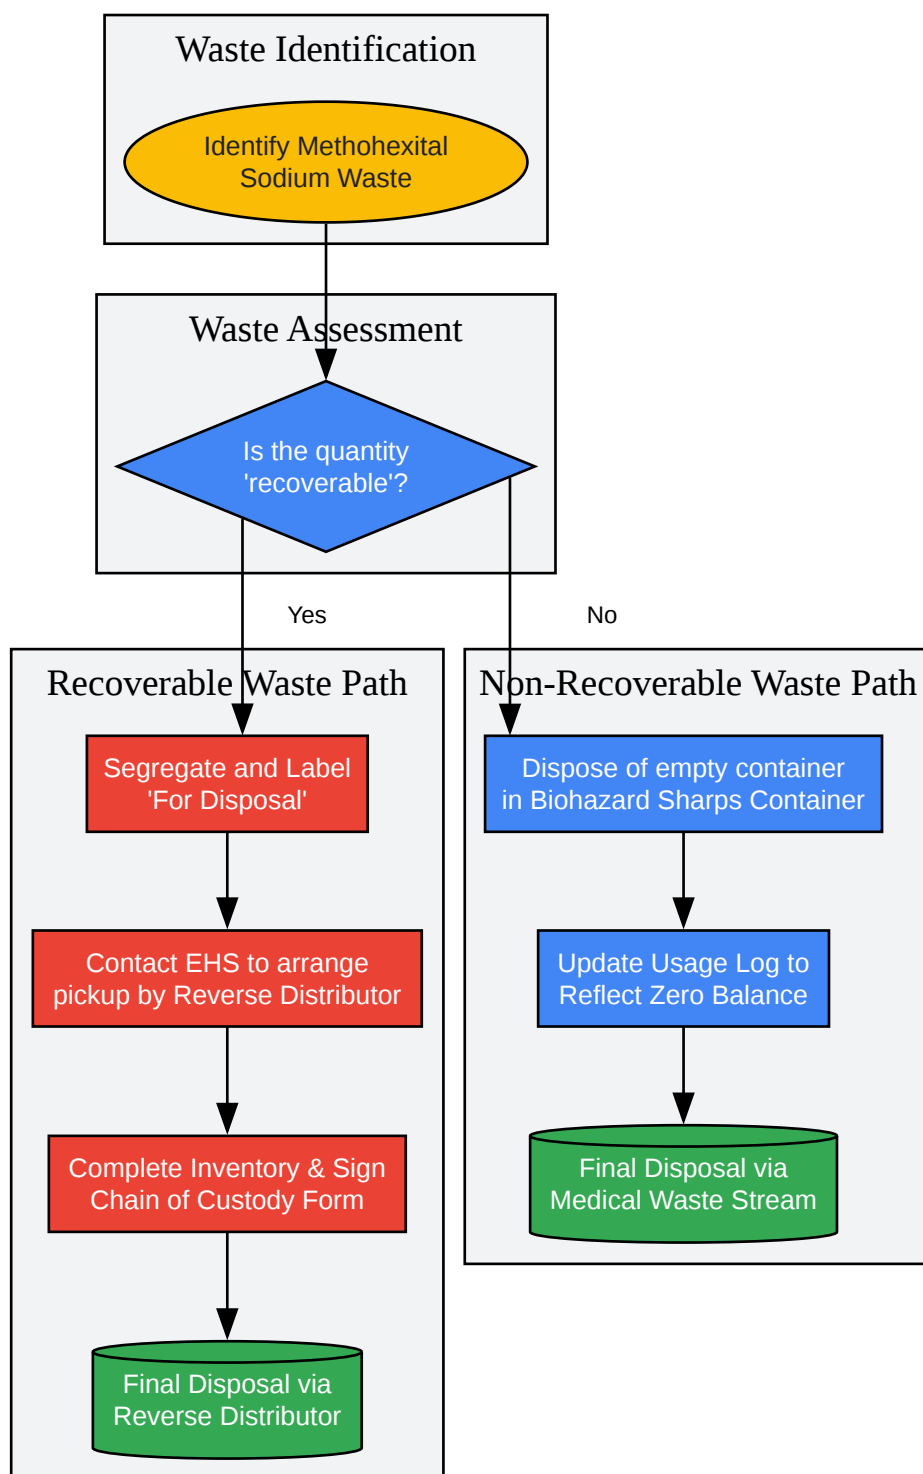 Waste Identification
Identify Methohexital
Sodium Waste
Waste Assessment
Is the quantity
'recoverable'?
Yes
No
Recoverable Waste Path
Segregate and Label
'For Disposal'
Contact EHS to arrange
pickup by Reverse Distributor
Complete Inventory & Sign
Chain of Custody Form
Final Disposal via
Reverse Distributor
Non-Recoverable Waste Path
Dispose of empty container
in Biohazard Sharps Container
Update Usage Log to
Reflect Zero Balance
Final Disposal via
Medical Waste Stream